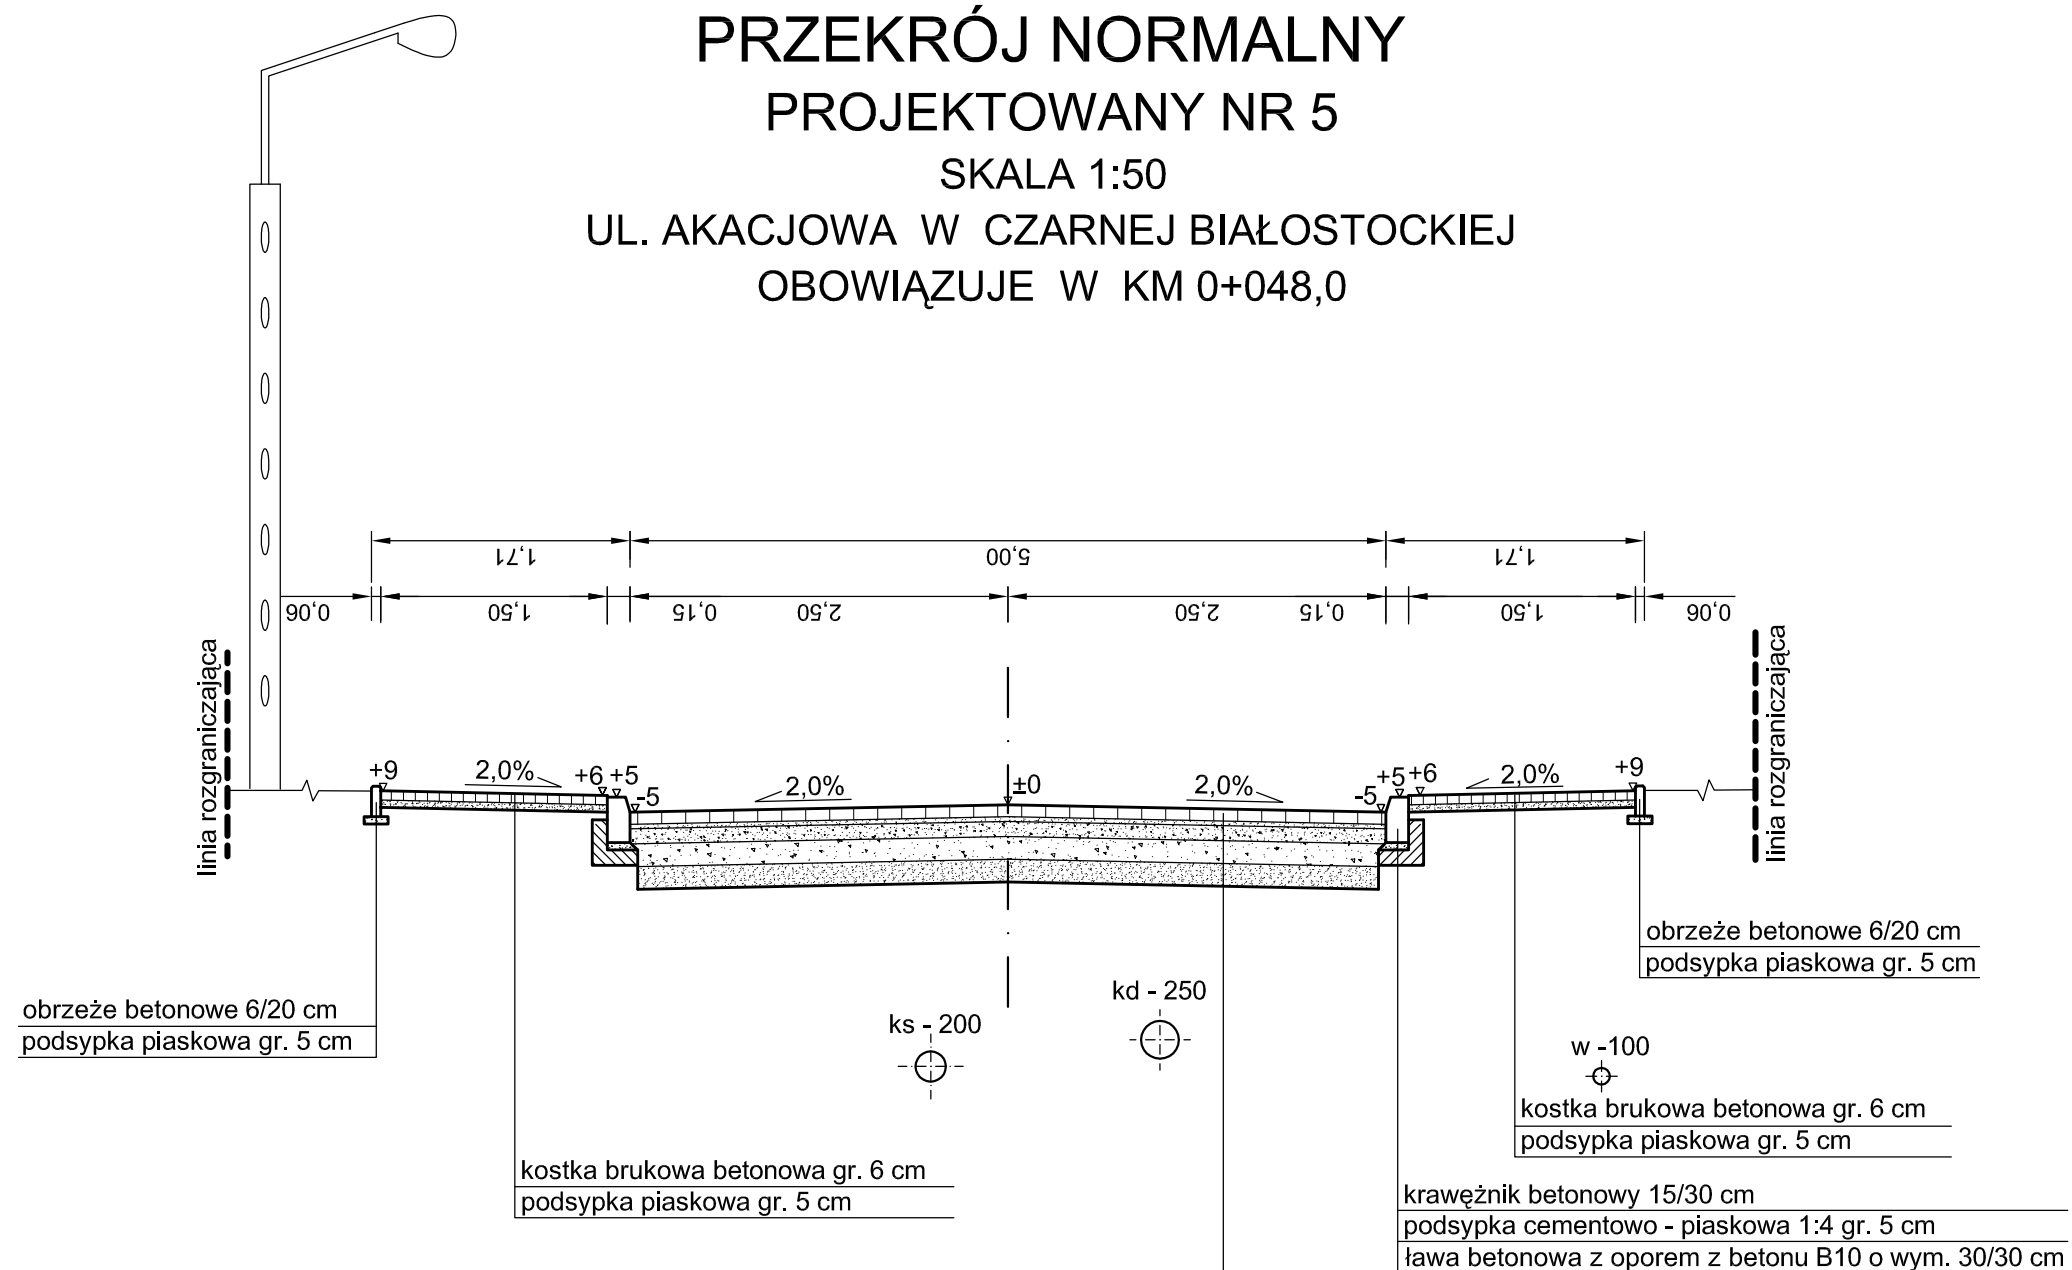 PRZEKRÓJ NORMALNY
PROJEKTOWANY NR 5
SKALA 1:50
UL. AKACJOWA W CZARNEJ BIAŁOSTOCKIEJ
OBOWIĄZUJE W KM 0+048,0
1,71
5,00
1,71
0,06
1,50
0,15
2,50
2,50
0,15
1,50
0,06
linia rozgraniczająca
linia rozgraniczająca
+9
2,0%
+6
+5
-5
2,0%
±0
2,0%
-5
+5
+6
2,0%
+9
obrzeże betonowe 6/20 cm
podsypka piaskowa gr. 5 cm
obrzeże betonowe 6/20 cm
podsypka piaskowa gr. 5 cm
ks - 200
kd - 250
w -100
kostka brukowa betonowa gr. 6 cm
podsypka piaskowa gr. 5 cm
kostka brukowa betonowa gr. 6 cm
podsypka piaskowa gr. 5 cm
krawężnik betonowy 15/30 cm
podsypka cementowo - piaskowa 1:4 gr. 5 cm
ława betonowa z oporem z betonu B10 o wym. 30/30 cm